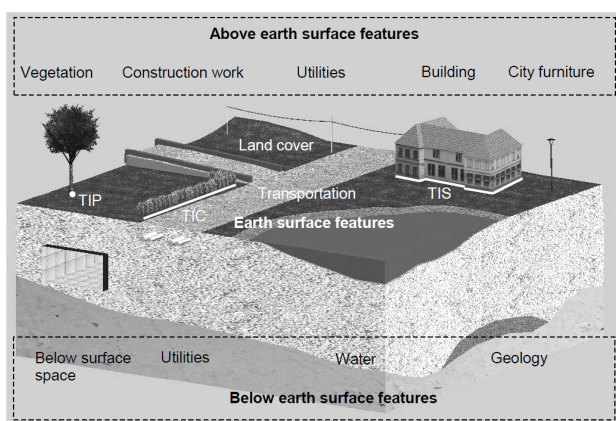 Above earth surface features
Vegetation Construction work Utilities Building City furniture
Land cover
TIP Transportation TIS
TIC
Earth surface features
Below surface space Utilities Water Geology
Below earth surface features